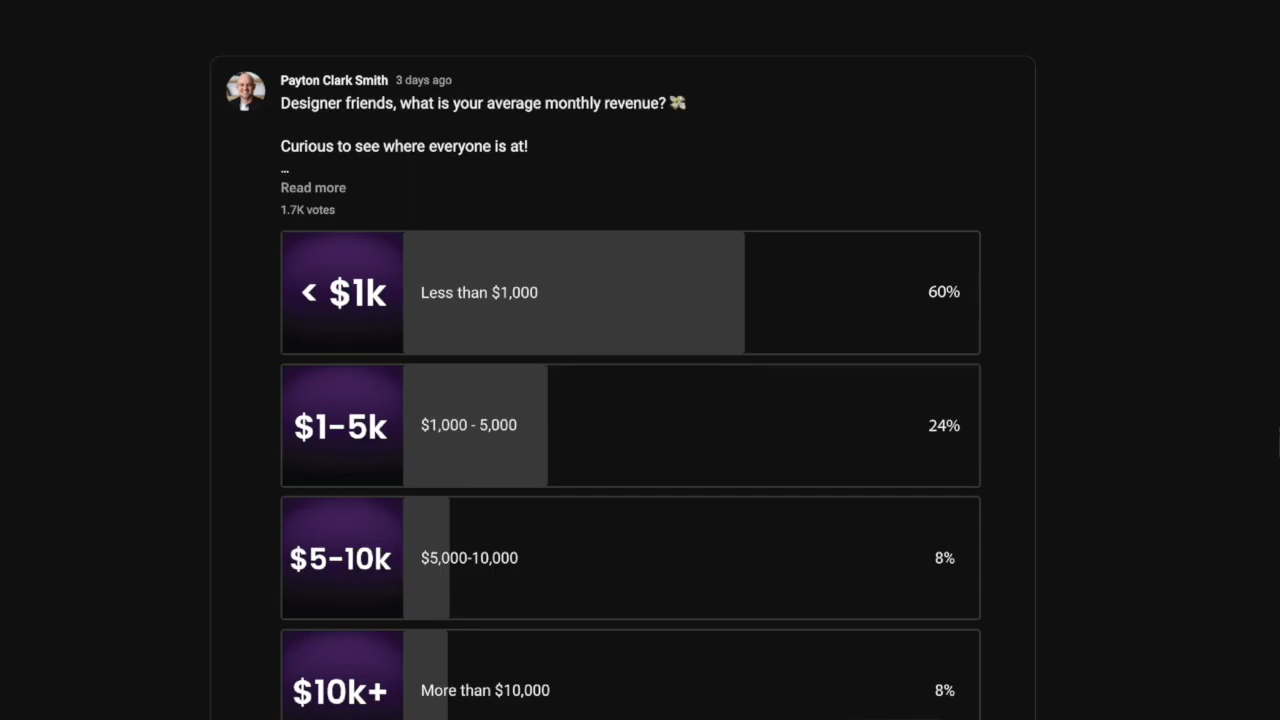 Payton Clark Smith 3 days ago
Designer friends, what is your average monthly revenue? 💸
Curious to see where everyone is at!
...
Read more
1.7K votes
< $1k Less than $1,000 60%
$1-5k $1,000 - 5,000 24%
$5-10k $5,000-10,000 8%
$10k+ More than $10,000 8%